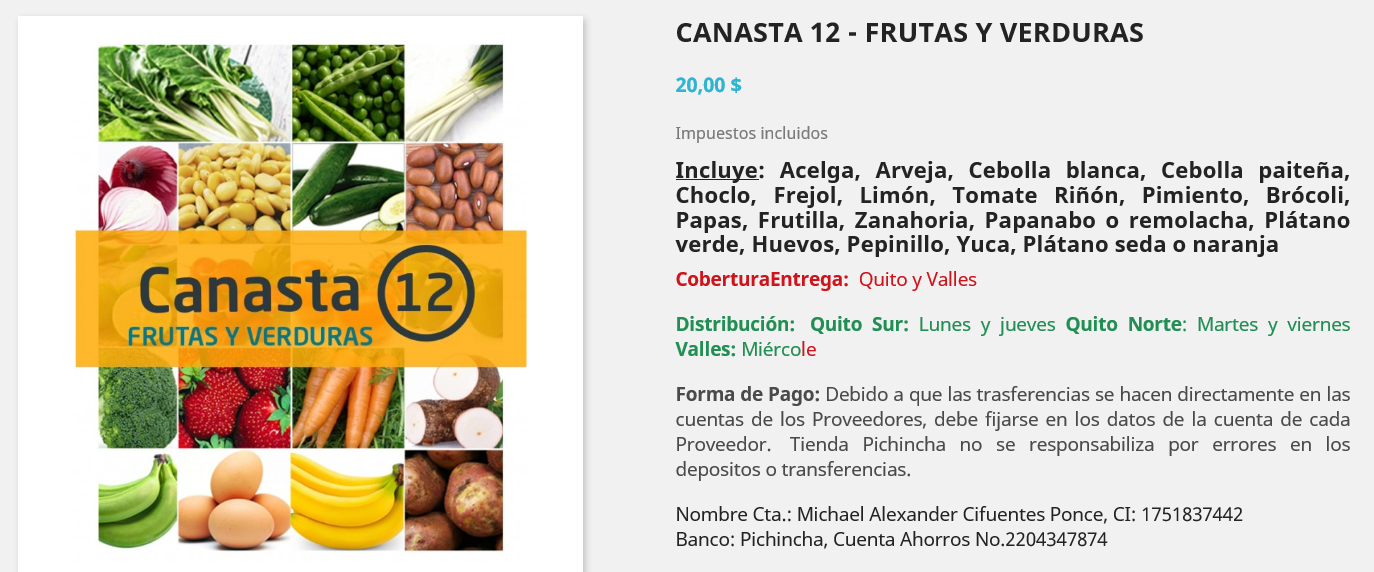 Canasta 12
FRUTAS Y VERDURAS
CANASTA 12 - FRUTAS Y VERDURAS
20,00 $
Impuestos incluidos
Incluye: Acelga, Arveja, Cebolla blanca, Cebolla paiteña,
Choclo, Frejol, Limón, Tomate Riñón, Pimiento, Brócoli,
Papas, Frutilla, Zanahoria, Papanabo o remolacha, Plátano
verde, Huevos, Pepinillo, Yuca, Plátano seda o naranja
CoberturaEntrega: Quito y Valles
Distribución: Quito Sur: Lunes y jueves Quito Norte: Martes y viernes
Valles: Miércole
Forma de Pago: Debido a que las trasferencias se hacen directamente en las
cuentas de los Proveedores, debe fijarse en los datos de la cuenta de cada
Proveedor. Tienda Pichincha no se responsabiliza por errores en los
depositos o transferencias.
Nombre Cta.: Michael Alexander Cifuentes Ponce, CI: 1751837442
Banco: Pichincha, Cuenta Ahorros No.2204347874